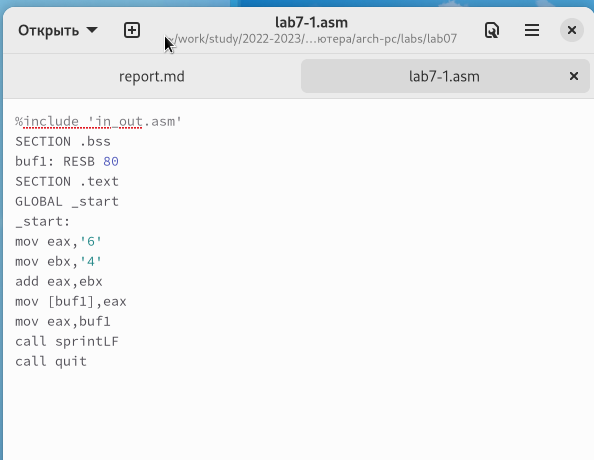 Открыть
lab7-1.asm
~/work/study/2022-2023/…ютера/arch-pc/labs/lab07
report.md
lab7-1.asm
%include 'in_out.asm'
SECTION .bss
buf1: RESB 80
SECTION .text
GLOBAL _start
_start:
mov eax,'6'
mov ebx,'4'
add eax,ebx
mov [buf1],eax
mov eax,buf1
call sprintLF
call quit